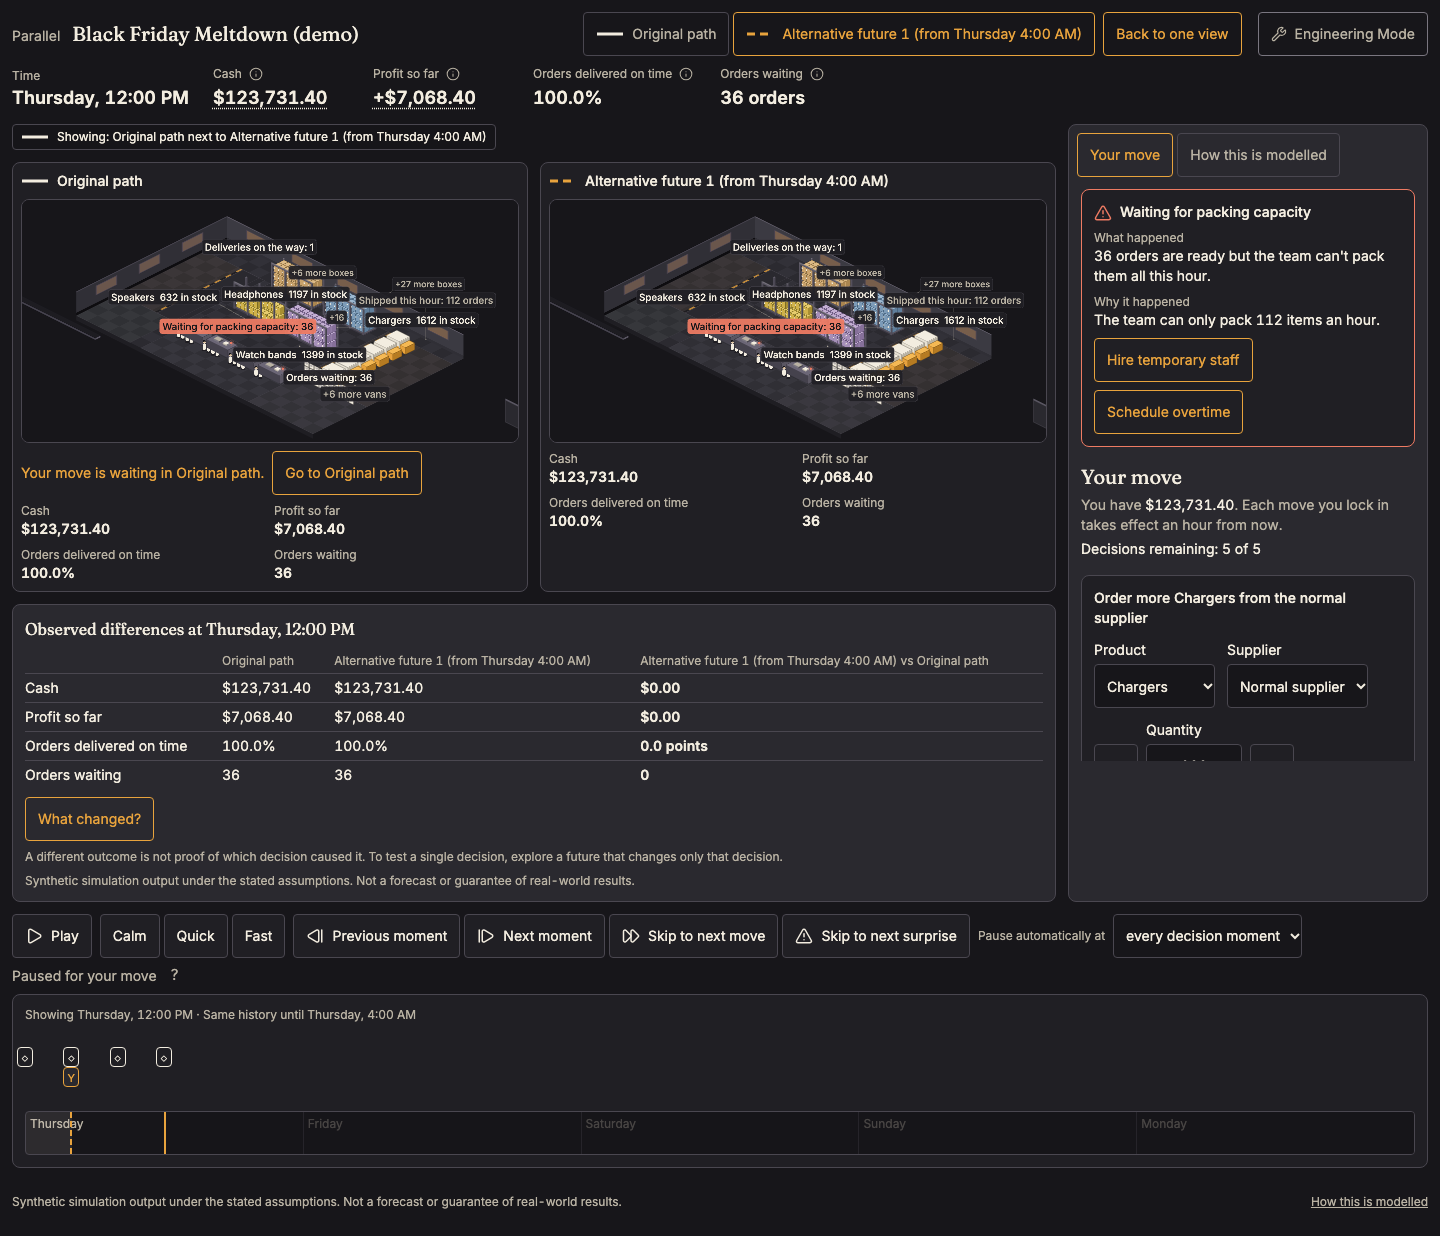 Parallel Black Friday Meltdown (demo)
Original path
Alternative future 1 (from Thursday 4:00 AM)
Back to one view
Engineering Mode
Time
Thursday, 12:00 PM
Cash
$123,731.40
Profit so far
+$7,068.40
Orders delivered on time
100.0%
Orders waiting
36 orders
Showing: Original path next to Alternative future 1 (from Thursday 4:00 AM)
Original path
Deliveries on the way: 1
+6 more boxes
+27 more boxes
Speakers 632 in stock
Headphones 1197 in stock
Shipped this hour: 112 orders
+16
Waiting for packing capacity: 36
Chargers 1612 in stock
Watch bands 1399 in stock
Orders waiting: 36
+6 more vans
Your move is waiting in Original path.
Go to Original path
Cash
$123,731.40
Profit so far
$7,068.40
Orders delivered on time
100.0%
Orders waiting
36
Alternative future 1 (from Thursday 4:00 AM)
Deliveries on the way: 1
+6 more boxes
+27 more boxes
Speakers 632 in stock
Headphones 1197 in stock
Shipped this hour: 112 orders
+16
Waiting for packing capacity: 36
Chargers 1612 in stock
Watch bands 1399 in stock
Orders waiting: 36
+6 more vans
Cash
$123,731.40
Profit so far
$7,068.40
Orders delivered on time
100.0%
Orders waiting
36
Observed differences at Thursday, 12:00 PM
Original path Alternative future 1 (from Thursday 4:00 AM) Alternative future 1 (from Thursday 4:00 AM) vs Original path
Cash $123,731.40 $123,731.40 $0.00
Profit so far $7,068.40 $7,068.40 $0.00
Orders delivered on time 100.0% 100.0% 0.0 points
Orders waiting 36 36 0
What changed?
A different outcome is not proof of which decision caused it. To test a single decision, explore a future that changes only that decision.
Synthetic simulation output under the stated assumptions. Not a forecast or guarantee of real-world results.
Your move
How this is modelled
Waiting for packing capacity
What happened
36 orders are ready but the team can't pack
them all this hour.
Why it happened
The team can only pack 112 items an hour.
Hire temporary staff
Schedule overtime
Your move
You have $123,731.40. Each move you lock in
takes effect an hour from now.
Decisions remaining: 5 of 5
Order more Chargers from the normal
supplier
Product
Chargers
Supplier
Normal supplier
Quantity
Play
Calm
Quick
Fast
Previous moment
Next moment
Skip to next move
Skip to next surprise
Pause automatically at
every decision moment
Paused for your move ?
Showing Thursday, 12:00 PM · Same history until Thursday, 4:00 AM
Y
Thursday
Friday
Saturday
Sunday
Monday
Synthetic simulation output under the stated assumptions. Not a forecast or guarantee of real-world results.
How this is modelled